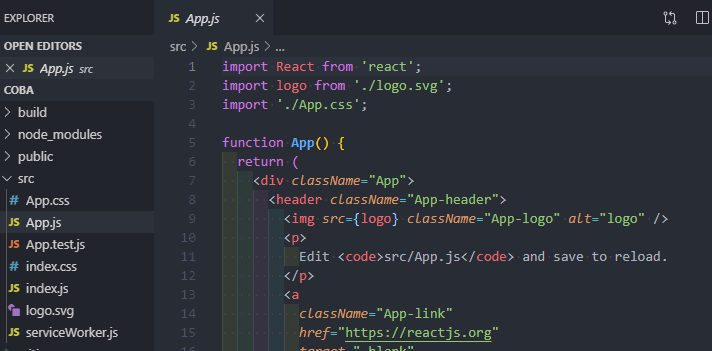 EXPLORER
OPEN EDITORS
× JS App.js src
COBA
> build
> node_modules
> public
src
# App.css
JS App.js
JS App.test.js
# index.css
JS index.js
logo.svg
JS serviceWorker.js
JS App.js ×
src > JS App.js > ...
1 import React from 'react';
2 import logo from './logo.svg';
3 import './App.css';
4
5 function App() {
6 return (
7 <div className="App">
8 <header className="App-header">
9 <img src={logo} className="App-logo" alt="logo" />
10 <p>
11 Edit <code>src/App.js</code> and save to reload.
12 </p>
13 <a
14 className="App-link"
15 href="https://reactjs.org"
target="_blank"